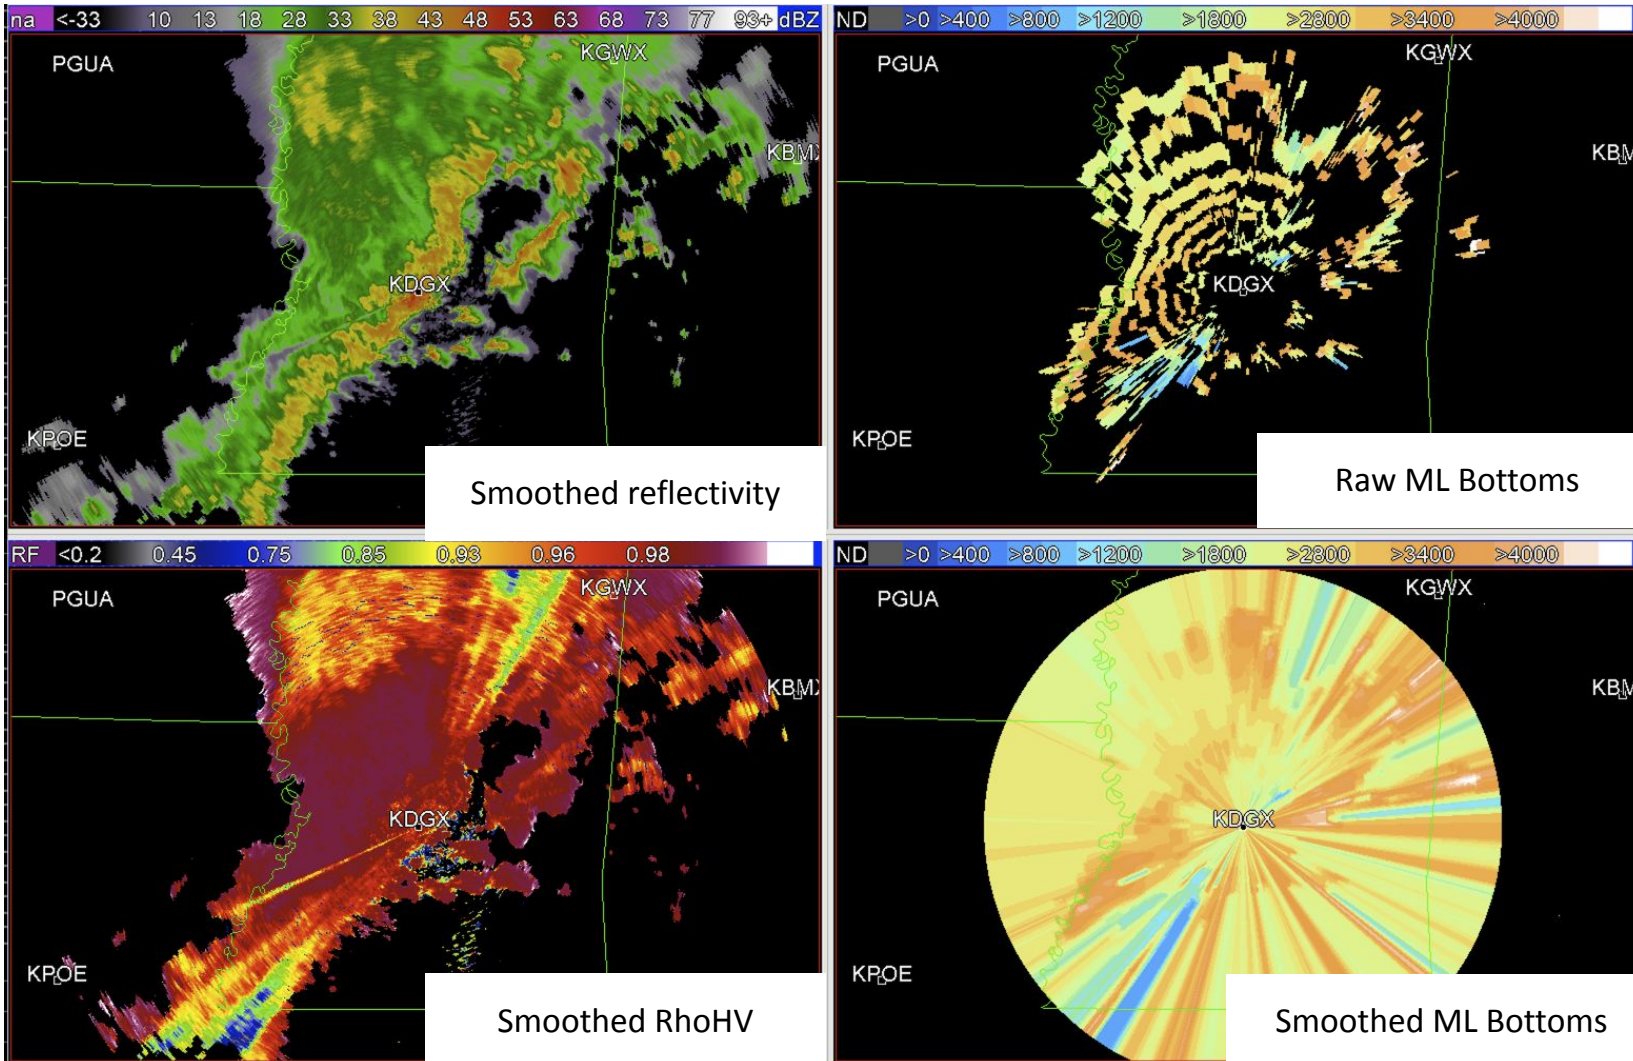 na <-33 10 13 18 28 33 38 43 48 53 63 68 73 77 93+ dBZ
PGUA
KGWX
KBMX
KDGX
KPOE
Smoothed reflectivity
ND >0 >400 >800 >1200 >1800 >2800 >3400 >4000
PGUA
KGWX
KBM
KDGX
KPOE
Raw ML Bottoms
RF <0.2 0.45 0.75 0.85 0.93 0.96 0.98
PGUA
KGWX
KBMX
KDGX
KPOE
Smoothed RhoHV
ND >0 >400 >800 >1200 >1800 >2800 >3400 >4000
PGUA
KGWX
KBM
KDGX
KPOE
Smoothed ML Bottoms